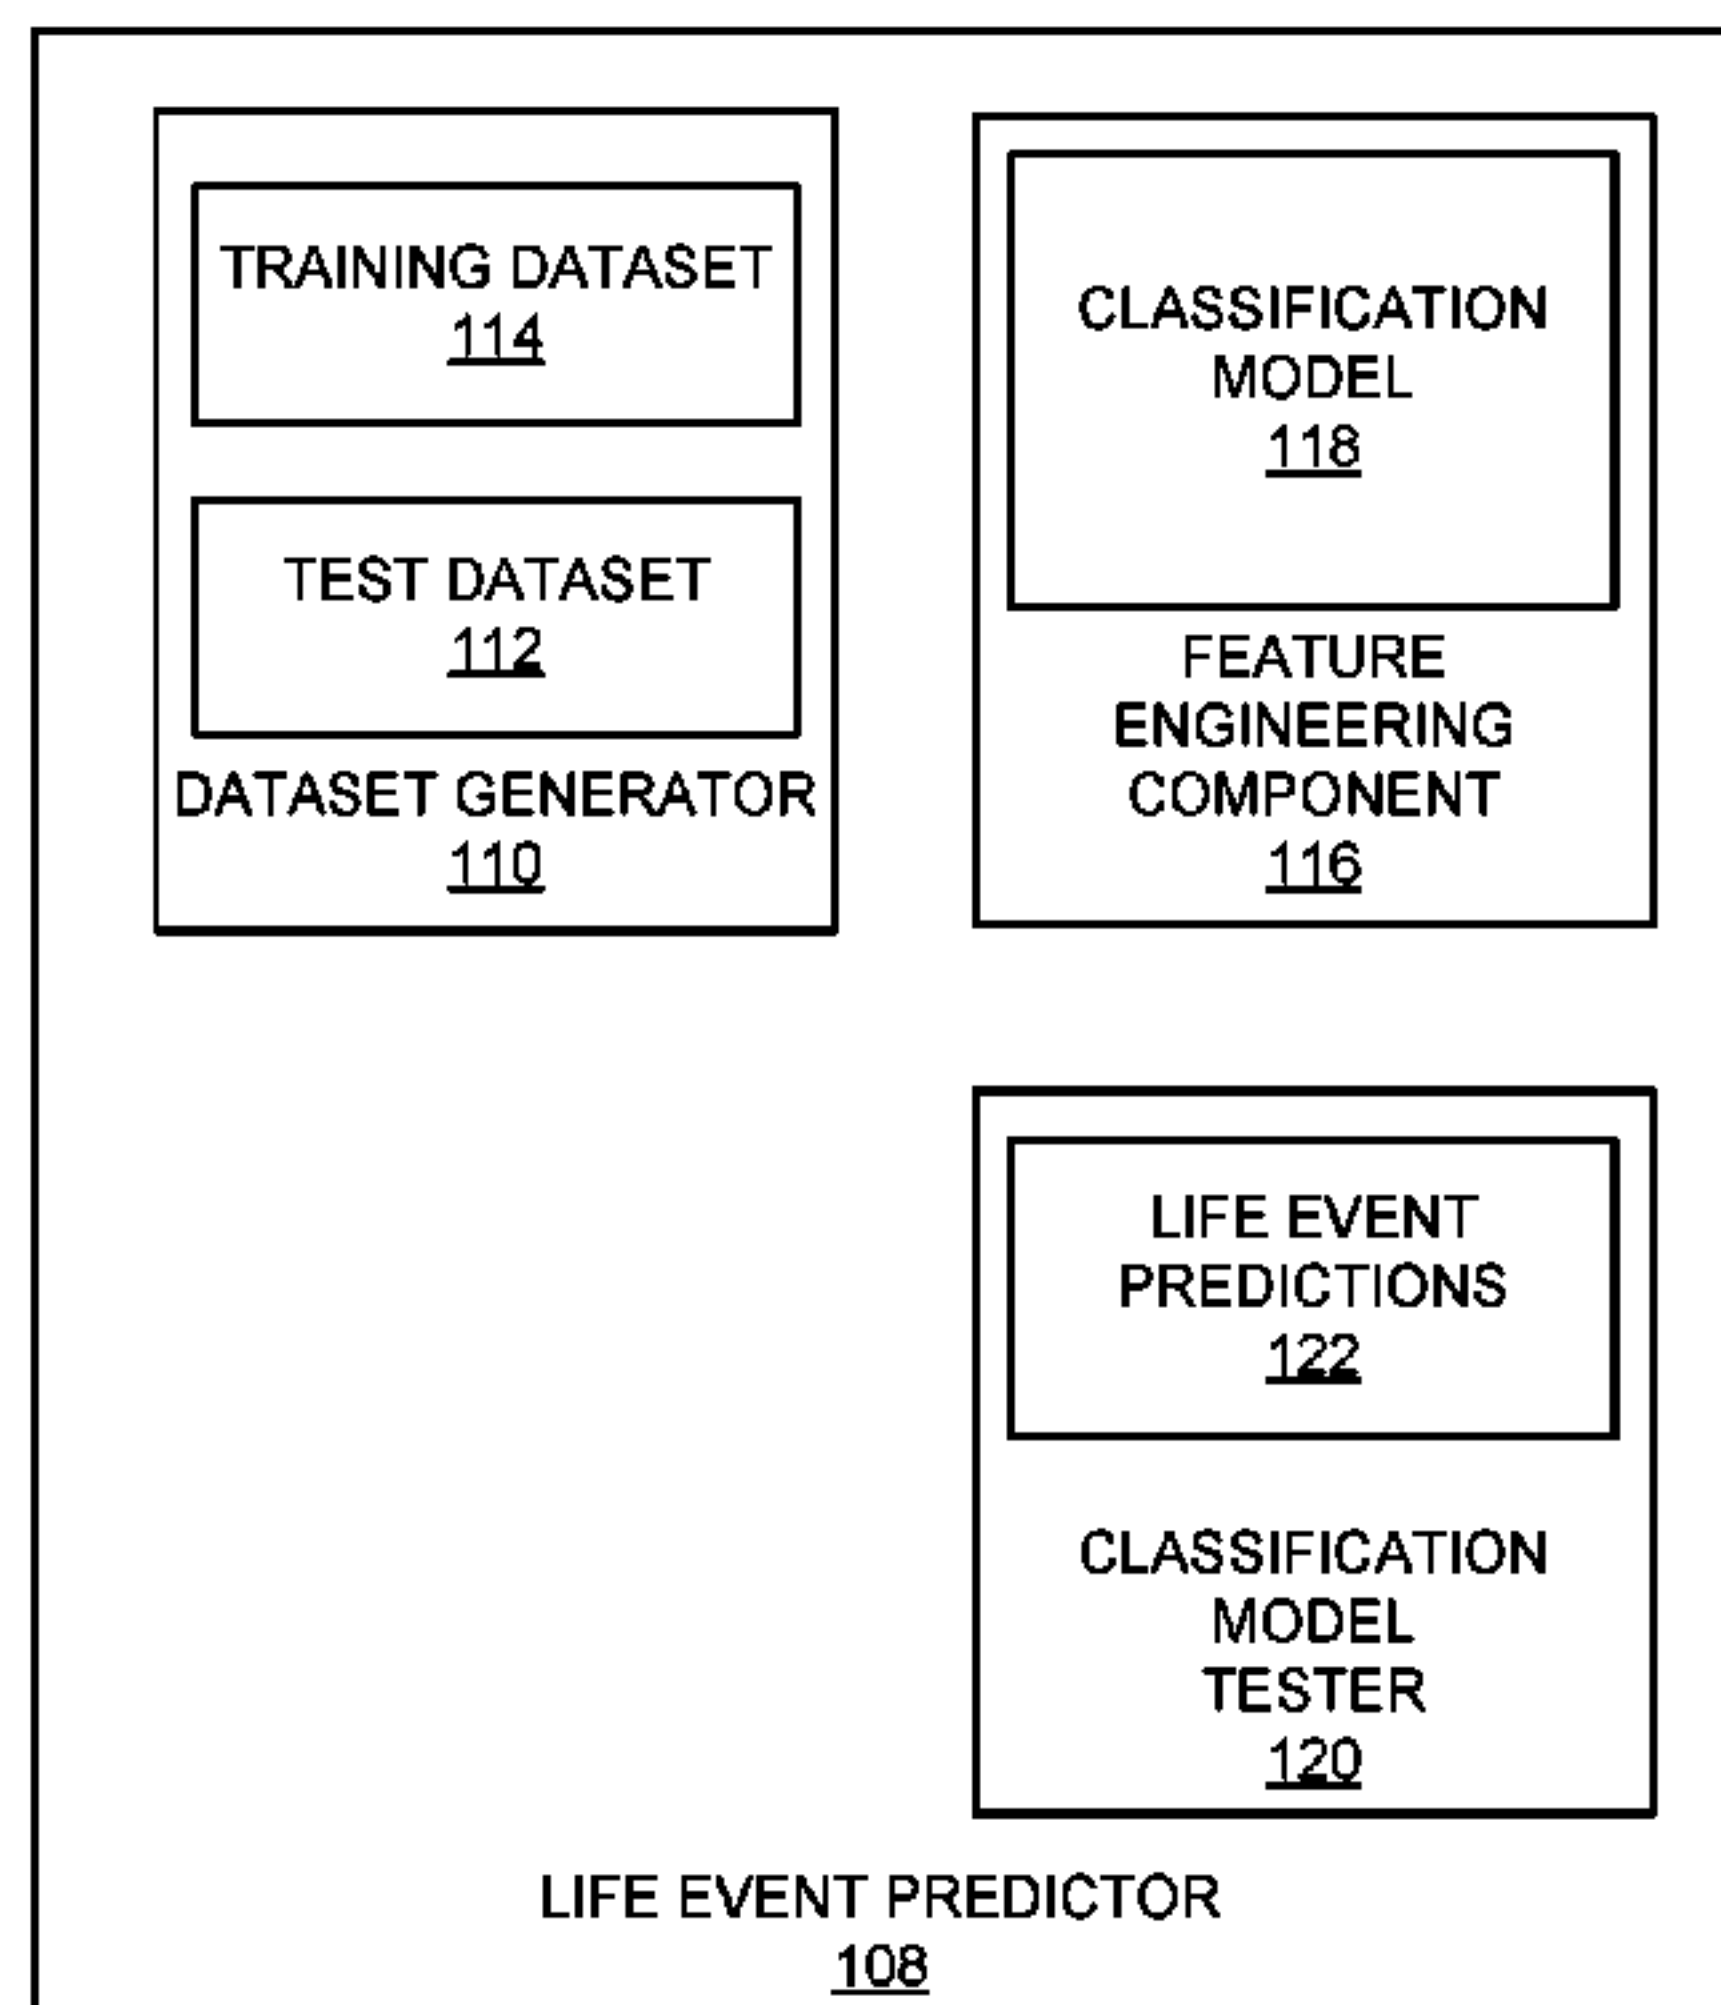 TRAINING DATASET
114
TEST DATASET
112
DATASET GENERATOR
110
CLASSIFICATION
MODEL
118
FEATURE
ENGINEERING
COMPONENT
116
LIFE EVENT
PREDICTIONS
122
CLASSIFICATION
MODEL
TESTER
120
LIFE EVENT PREDICTOR
108